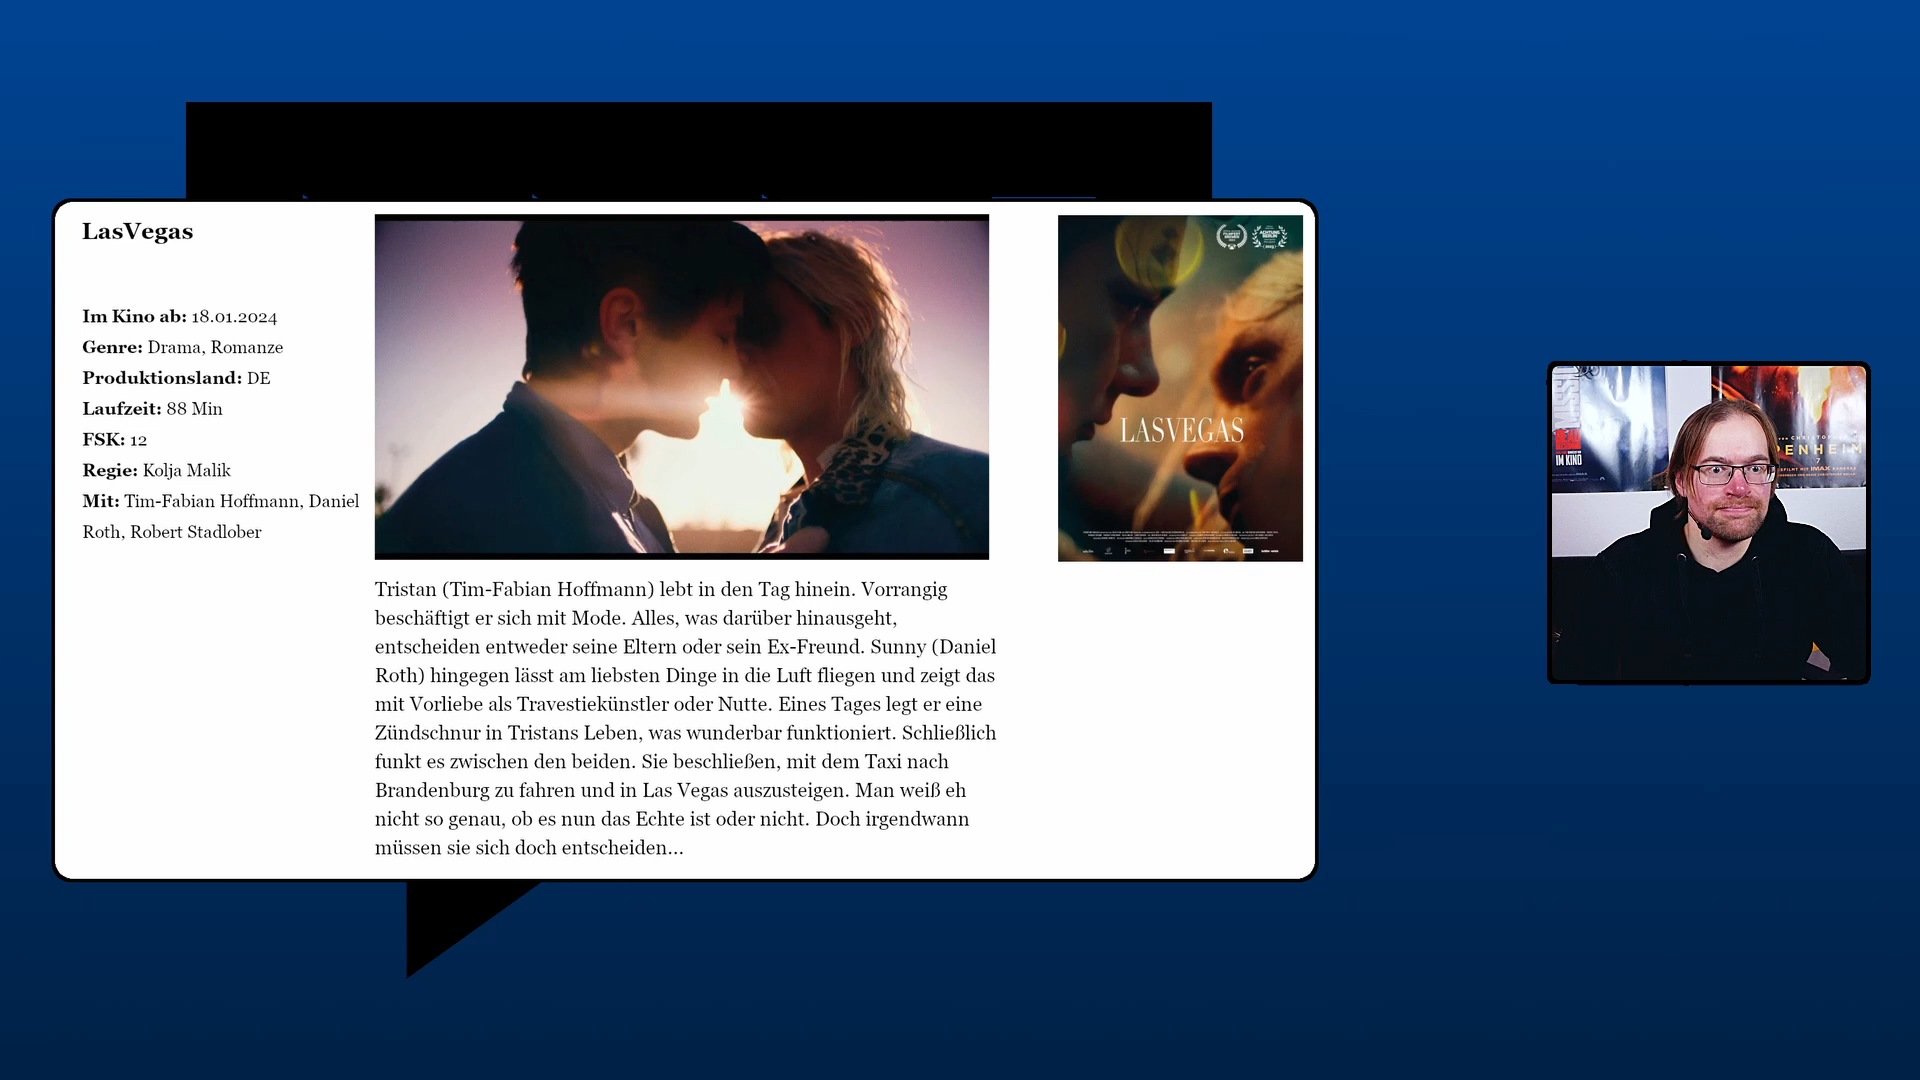 LasVegas
Im Kino ab: 18.01.2024
Genre: Drama, Romanze
Produktionsland: DE
Laufzeit: 88 Min
FSK: 12
Regie: Kolja Malik
Mit: Tim-Fabian Hoffmann, Daniel
Roth, Robert Stadlober
Tristan (Tim-Fabian Hoffmann) lebt in den Tag hinein. Vorrangig
beschäftigt er sich mit Mode. Alles, was darüber hinausgeht,
entscheiden entweder seine Eltern oder sein Ex-Freund. Sunny (Daniel
Roth) hingegen lässt am liebsten Dinge in die Luft fliegen und zeigt das
mit Vorliebe als Travestiekünstler oder Nutte. Eines Tages legt er eine
Zündschnur in Tristans Leben, was wunderbar funktioniert. Schließlich
funkt es zwischen den beiden. Sie beschließen, mit dem Taxi nach
Brandenburg zu fahren und in Las Vegas auszusteigen. Man weiß eh
nicht so genau, ob es nun das Echte ist oder nicht. Doch irgendwann
müssen sie sich doch entscheiden...
LASVEGAS
IM KINO
PENHEIM